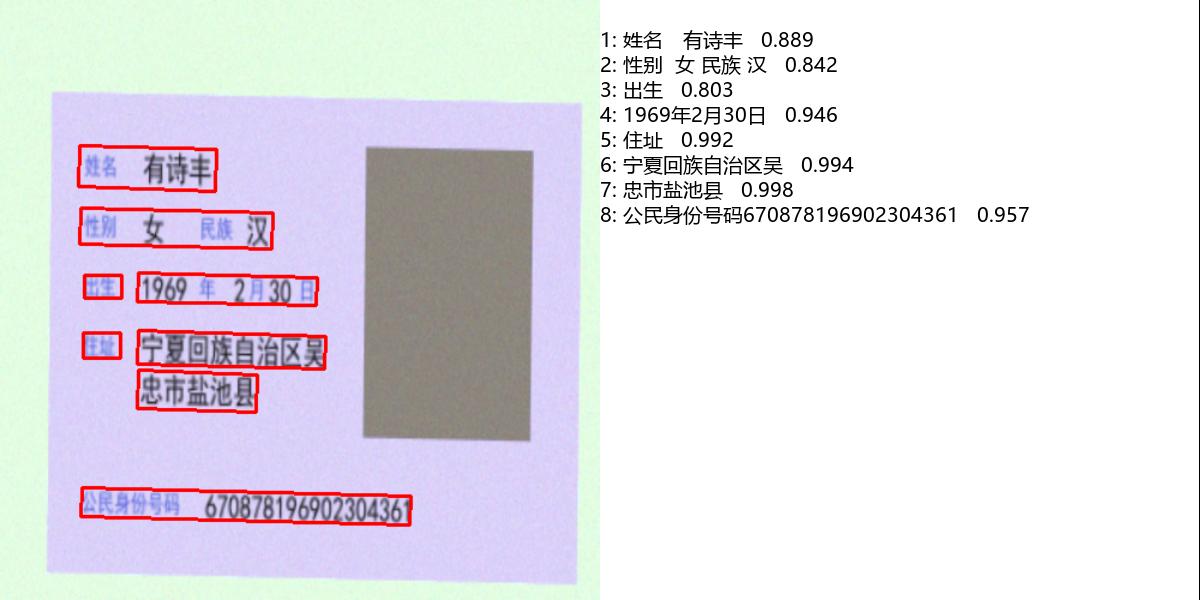 姓名 有诗丰
性别 女 民族 汉
出生 1969 年 2 月 30 日
住址 宁夏回族自治区吴
忠市盐池县
公民身份号码 670878196902304361
1: 姓名 有诗丰 0.889
2: 性别 女 民族 汉 0.842
3: 出生 0.803
4: 1969年2月30日 0.946
5: 住址 0.992
6: 宁夏回族自治区吴 0.994
7: 忠市盐池县 0.998
8: 公民身份号码670878196902304361 0.957